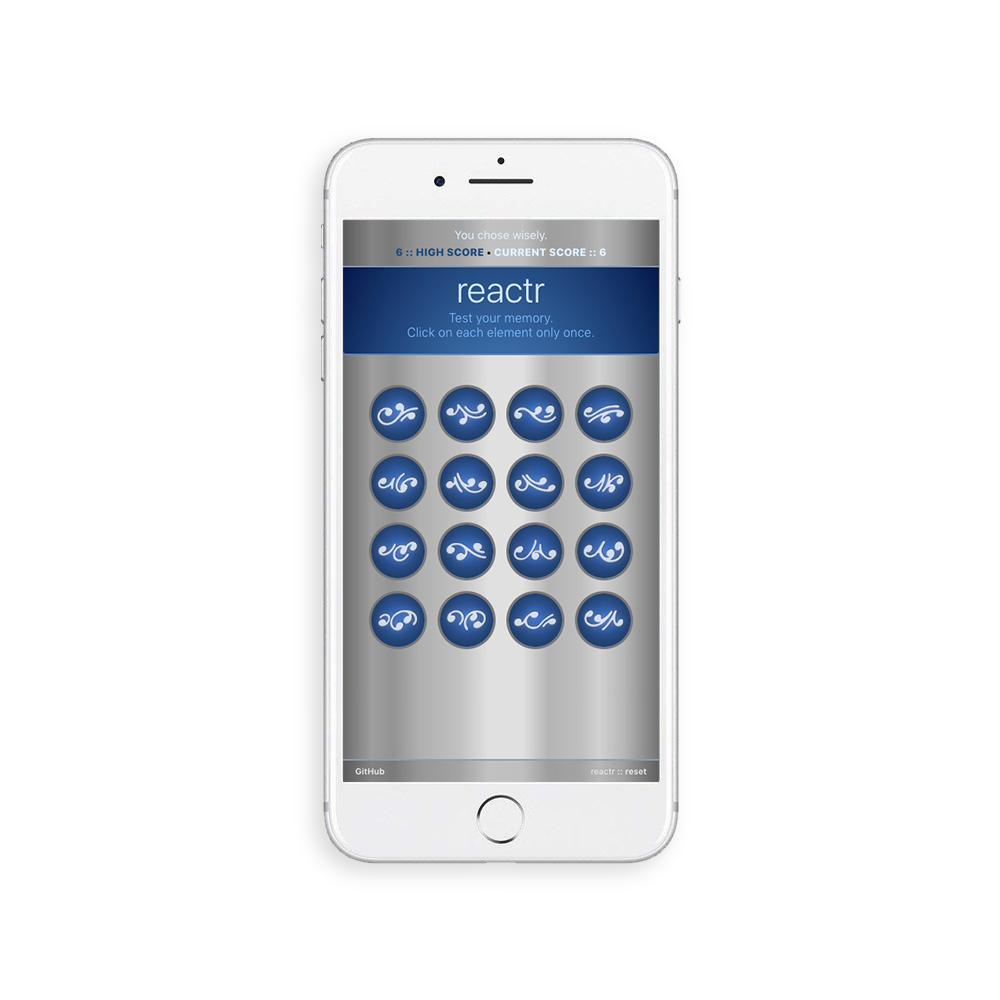 You chose wisely.
6 :: HIGH SCORE • CURRENT SCORE :: 6
reactr
Test your memory.
Click on each element only once.
GitHub
reactr :: reset